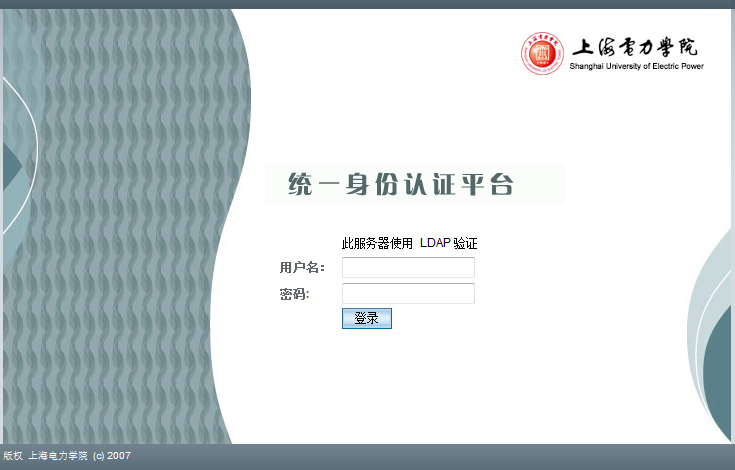 上海电力学院
Shanghai University of Electric Power
统一身份认证平台
此服务器使用 LDAP 验证
用户名:
密码:
登录
版权 上海电力学院 (c) 2007